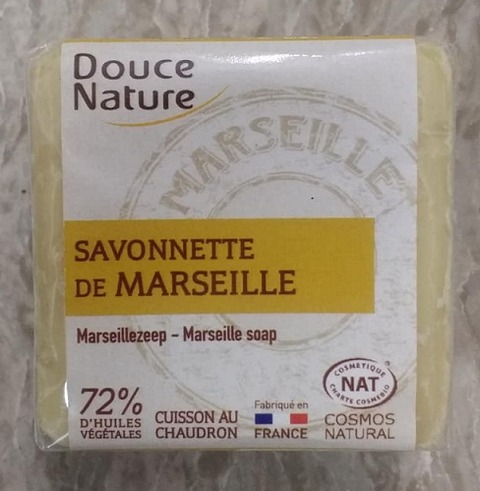 Douce
Nature
MARSEILLE
SAVONNETTE
DE MARSEILLE
Marseillezeep – Marseille soap
72%
D'HUILES
VÉGÉTALES
CUISSON AU
CHAUDRON
Fabriqué en
FRANCE
COSMÉTIQUE
NAT
CHARTE COSMEBIO
COSMOS
NATURAL